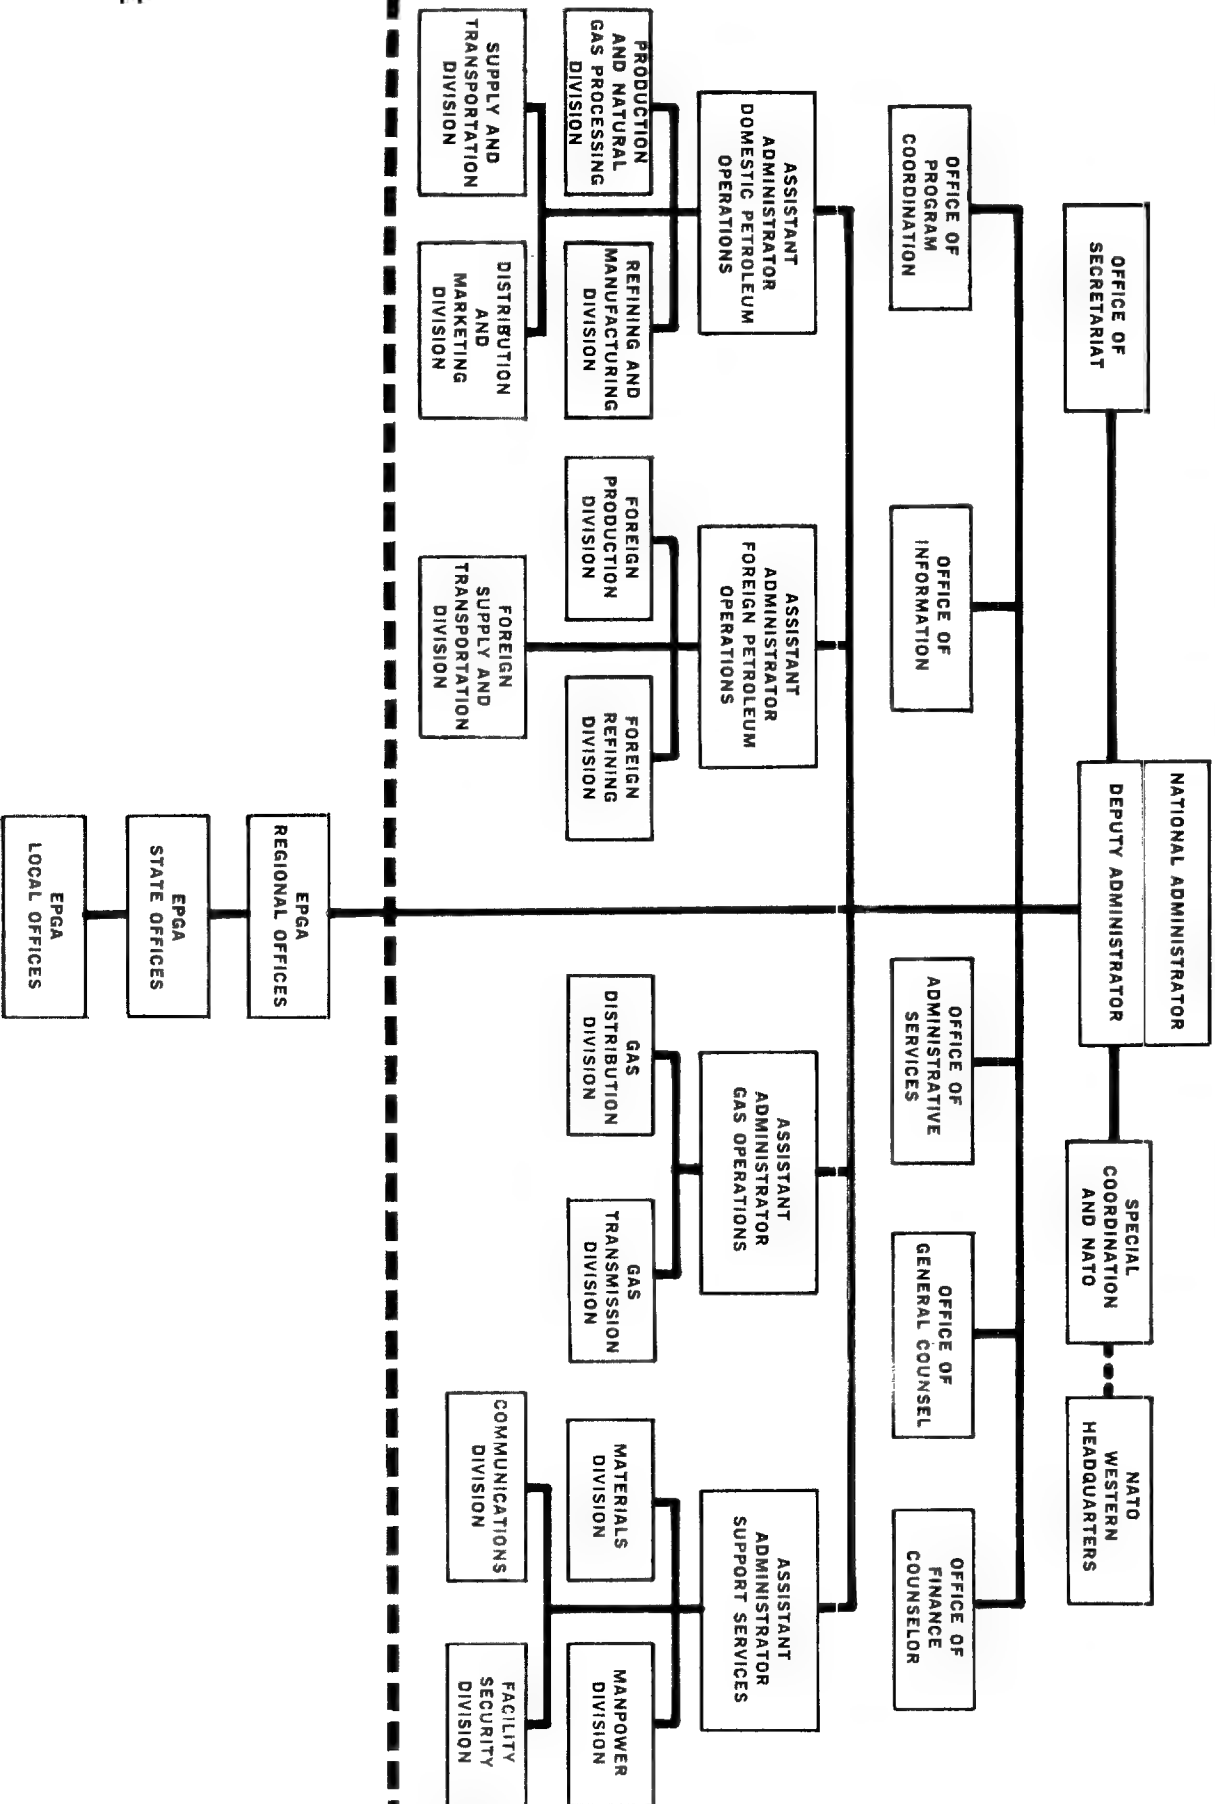 NATIONAL ADMINISTRATOR
DEPUTY ADMINISTRATOR
OFFICE OF
SECRETARIAT
SPECIAL
COORDINATION
AND NATO
NATO
WESTERN
HEADQUARTERS
OFFICE OF
PROGRAM
COORDINATION
OFFICE OF
INFORMATION
OFFICE OF
ADMINISTRATIVE
SERVICES
OFFICE OF
GENERAL COUNSEL
OFFICE OF
FINANCE
COUNSELOR
ASSISTANT
ADMINISTRATOR
DOMESTIC PETROLEUM
OPERATIONS
ASSISTANT
ADMINISTRATOR
FOREIGN PETROLEUM
OPERATIONS
ASSISTANT
ADMINISTRATOR
GAS OPERATIONS
ASSISTANT
ADMINISTRATOR
SUPPORT SERVICES
PRODUCTION
AND NATURAL
GAS PROCESSING
DIVISION
REFINING AND
MANUFACTURING
DIVISION
FOREIGN
PRODUCTION
DIVISION
FOREIGN
REFINING
DIVISION
GAS
DISTRIBUTION
DIVISION
GAS
TRANSMISSION
DIVISION
MATERIALS
DIVISION
MANPOWER
DIVISION
SUPPLY AND
TRANSPORTATION
DIVISION
DISTRIBUTION
AND
MARKETING
DIVISION
FOREIGN
SUPPLY AND
TRANSPORTATION
DIVISION
COMMUNICATIONS
DIVISION
FACILITY
SECURITY
DIVISION
EPGA
REGIONAL OFFICES
EPGA
STATE OFFICES
EPGA
LOCAL OFFICES